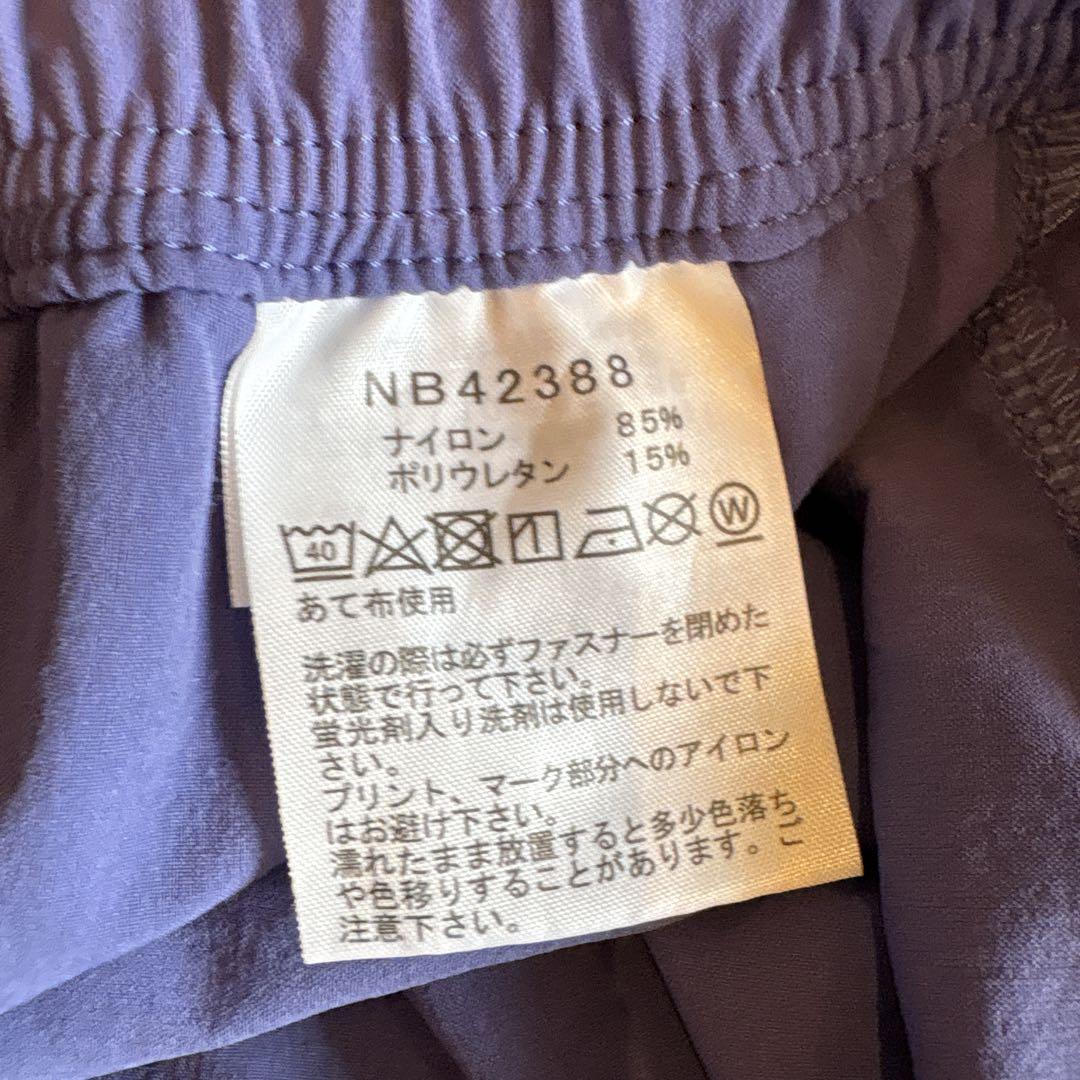 NB42388
ナイロン 85%
ポリウレタン 15%
40 W
あて布使用
洗濯の際は必ずファスナーを閉めた
状態で行って下さい。
蛍光剤入り洗剤は使用しないで下
さい。
プリント、マーク部分へのアイロン
はお避け下さい。
濡れたまま放置すると多少色落ち
や色移りすることがあります。ご
注意下さい。